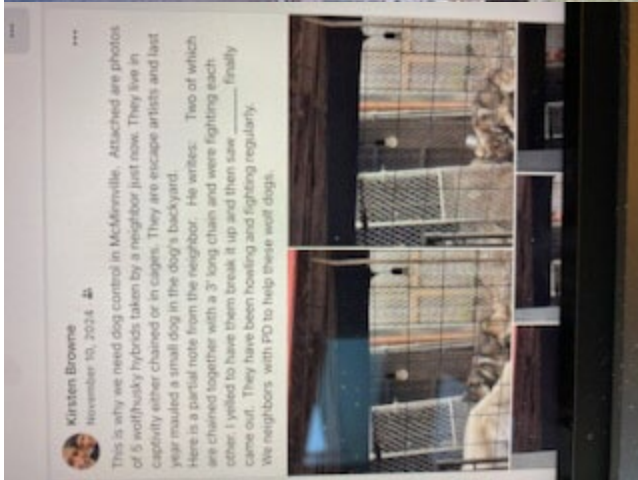 Kirsten Browne
November 10, 2024
This is why we need dog control in McMinnville. Attached are photos
of 5 wolf/husky hybrids taken by a neighbor just now. They live in
captivity either chained or in cages. They are escape artists and last
year mauled a small dog in the dog's backyard.
Here is a partial note from the neighbor. He writes: Two of which
are chained together with a 3' long chain and were fighting each
other. I yelled to have them break it up and then saw ______ finally
came out. They have been howling and fighting regularly.
We neighbors with PD to help these wolf dogs.